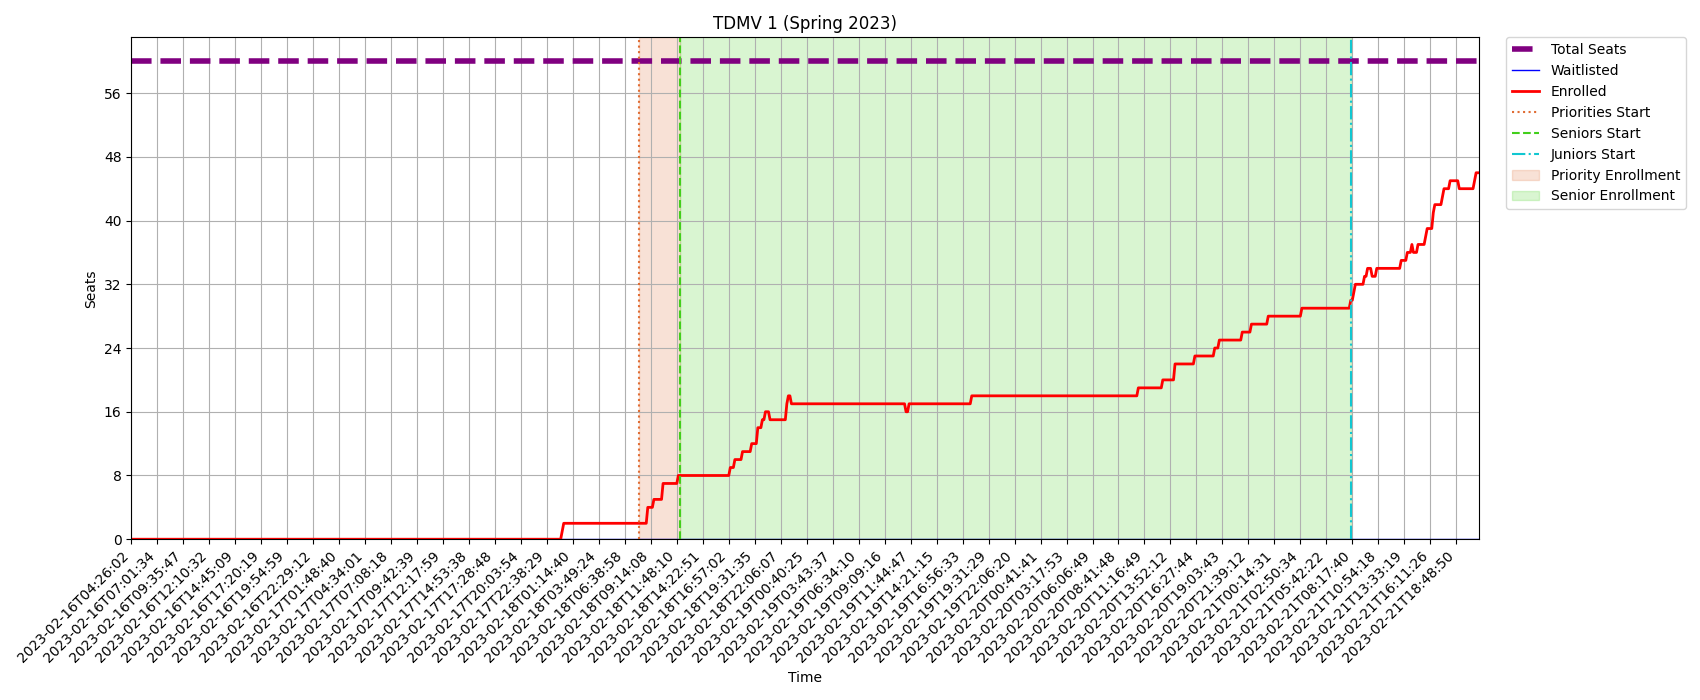 TDMV 1 (Spring 2023)
Total Seats
Waitlisted
Enrolled
Priorities Start
Seniors Start
Juniors Start
Priority Enrollment
Senior Enrollment
Seats
56
48
40
32
24
16
8
0
2023-02-16T04:26:02
2023-02-16T07:01:34
2023-02-16T09:35:47
2023-02-16T12:10:32
2023-02-16T14:45:09
2023-02-16T17:20:19
2023-02-16T19:54:59
2023-02-16T22:29:12
2023-02-17T01:48:40
2023-02-17T04:34:01
2023-02-17T07:08:18
2023-02-17T09:42:39
2023-02-17T12:17:59
2023-02-17T14:53:38
2023-02-17T17:28:48
2023-02-17T20:03:54
2023-02-17T22:38:29
2023-02-18T01:14:40
2023-02-18T03:49:24
2023-02-18T06:38:58
2023-02-18T09:14:08
2023-02-18T11:48:10
2023-02-18T14:22:51
2023-02-18T16:57:02
2023-02-18T19:31:35
2023-02-18T22:06:07
2023-02-19T00:40:25
2023-02-19T03:43:37
2023-02-19T06:34:10
2023-02-19T09:09:16
2023-02-19T11:44:47
2023-02-19T14:21:15
2023-02-19T16:56:33
2023-02-19T19:31:29
2023-02-19T22:06:20
2023-02-20T00:41:41
2023-02-20T03:17:53
2023-02-20T06:06:49
2023-02-20T08:41:48
2023-02-20T11:16:49
2023-02-20T13:52:12
2023-02-20T16:27:44
2023-02-20T19:03:43
2023-02-20T21:39:12
2023-02-21T00:14:31
2023-02-21T02:50:34
2023-02-21T05:42:22
2023-02-21T08:17:40
2023-02-21T10:54:18
2023-02-21T13:33:19
2023-02-21T16:11:26
2023-02-21T18:48:50
Time